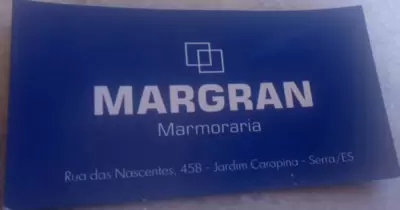 MARGRAN
Marmoraria
Rua das Nascentes, 458 - Jardim Carapina - Serra/ES